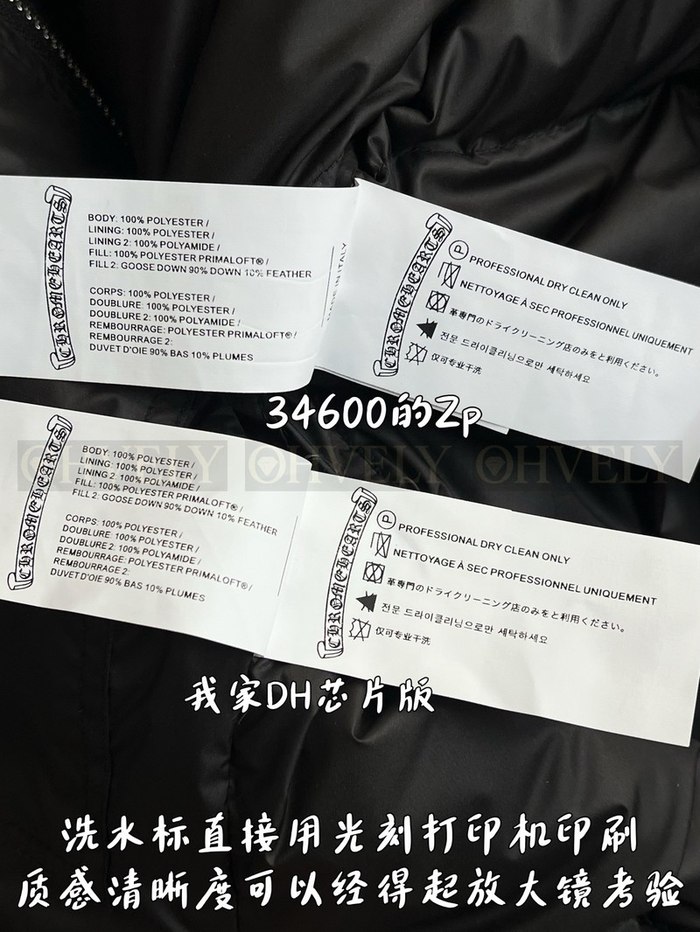 CHROMEHEARTS
BODY: 100% POLYESTER /
LINING: 100% POLYESTER /
LINING 2: 100% POLYAMIDE /
FILL: 100% POLYESTER PRIMALOFT® /
FILL 2: GOOSE DOWN 90% DOWN 10% FEATHER
CORPS: 100% POLYESTER /
DOUBLURE: 100% POLYESTER /
DOUBLURE 2: 100% POLYAMIDE /
REMBOURRAGE: POLYESTER PRIMALOFT® /
REMBOURRAGE 2:
DUVET D'OIE 90% BAS 10% PLUMES
IN ITALY
CHROMEHEARTS
P PROFESSIONAL DRY CLEAN ONLY
NETTOYAGE À SEC PROFESSIONNEL UNIQUEMENT
革専門のドライクリーニング店のみをと利用ください。
전문 드라이클리닝으로만 세탁하세요
仅可专业干洗
34600的Zp
OHVELY OHVELY OHVELY
CHROMEHEARTS
BODY: 100% POLYESTER /
LINING: 100% POLYESTER /
LINING 2: 100% POLYAMIDE /
FILL: 100% POLYESTER PRIMALOFT® /
FILL 2: GOOSE DOWN 90% DOWN 10% FEATHER
CORPS: 100% POLYESTER /
DOUBLURE: 100% POLYESTER /
DOUBLURE 2: 100% POLYAMIDE /
REMBOURRAGE: POLYESTER PRIMALOFT® /
REMBOURRAGE 2:
DUVET D'OIE 90% BAS 10% PLUMES
CHROMEHEARTS
P PROFESSIONAL DRY CLEAN ONLY
NETTOYAGE À SEC PROFESSIONNEL UNIQUEMENT
革専門のドライクリーニング店のみをと利用ください。
전문 드라이클리닝으로만 세탁하세요
仅可专业干洗
我家DH芯片版
洗水标直接用光刻打印机印刷
质感清晰度可以经得起放大镜考验